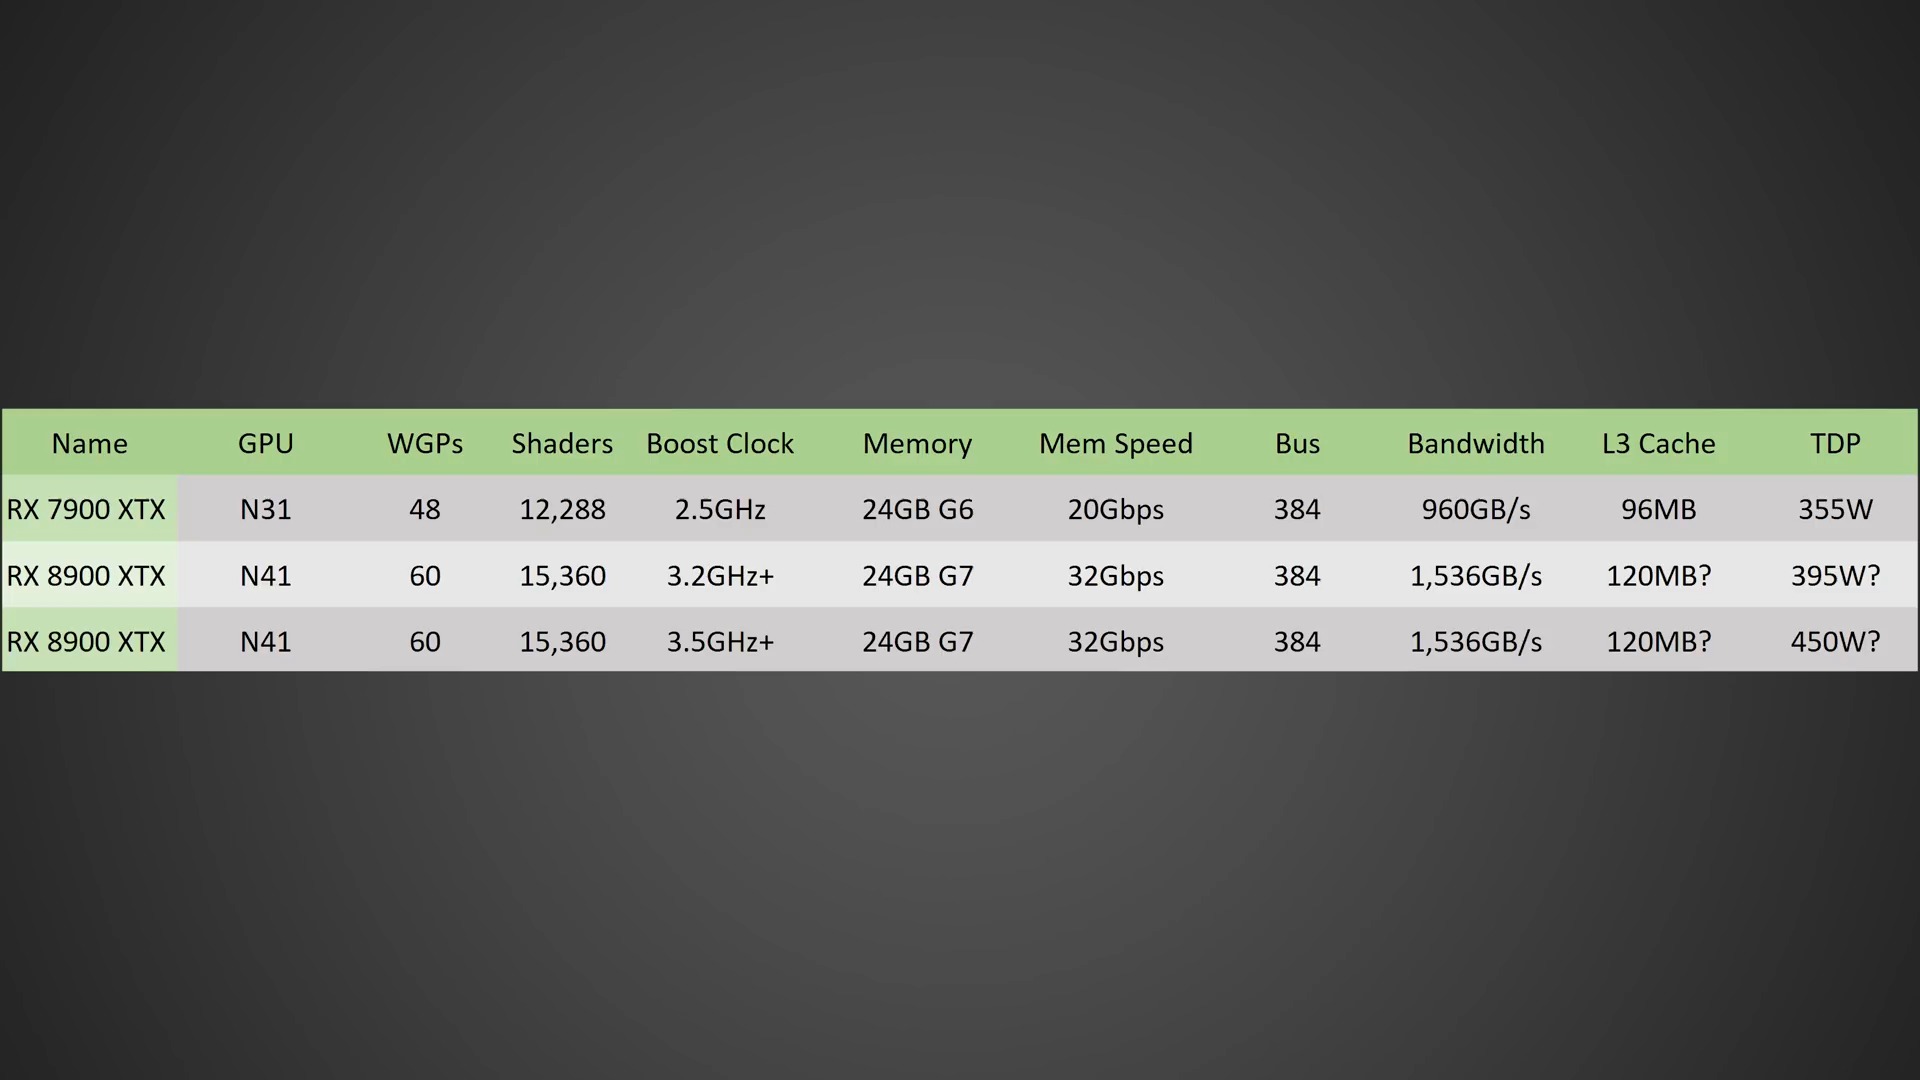 Name GPU WGPs Shaders Boost Clock Memory Mem Speed Bus Bandwidth L3 Cache TDP
RX 7900 XTX N31 48 12,288 2.5GHz 24GB G6 20Gbps 384 960GB/s 96MB 355W
RX 8900 XTX N41 60 15,360 3.2GHz+ 24GB G7 32Gbps 384 1,536GB/s 120MB? 395W?
RX 8900 XTX N41 60 15,360 3.5GHz+ 24GB G7 32Gbps 384 1,536GB/s 120MB? 450W?